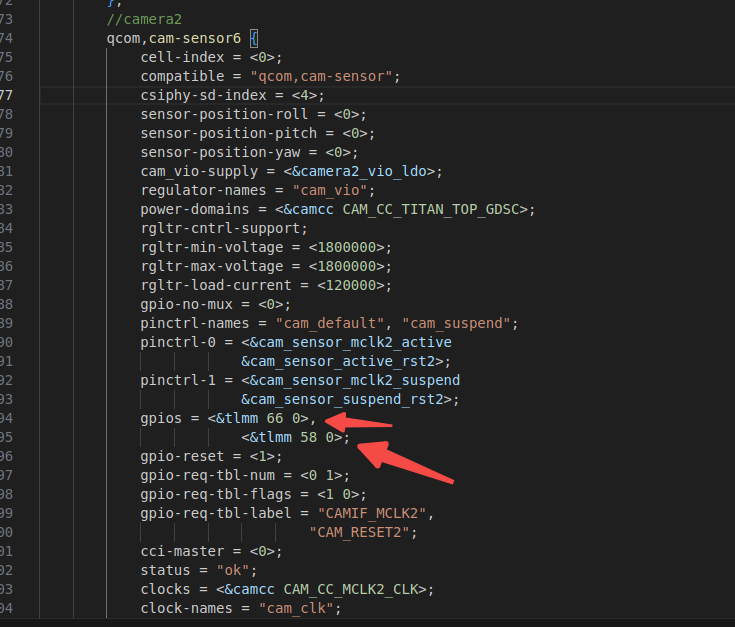 72 };
73 //camera2
74 qcom,cam-sensor6 {
75 cell-index = <0>;
76 compatible = "qcom,cam-sensor";
77 csiphy-sd-index = <4>;
78 sensor-position-roll = <0>;
79 sensor-position-pitch = <0>;
80 sensor-position-yaw = <0>;
81 cam_vio-supply = <&camera2_vio_ldo>;
82 regulator-names = "cam_vio";
83 power-domains = <&camcc CAM_CC_TITAN_TOP_GDSC>;
84 rgltr-cntrl-support;
85 rgltr-min-voltage = <1800000>;
86 rgltr-max-voltage = <1800000>;
87 rgltr-load-current = <120000>;
88 gpio-no-mux = <0>;
89 pinctrl-names = "cam_default", "cam_suspend";
90 pinctrl-0 = <&cam_sensor_mclk2_active
91 &cam_sensor_active_rst2>;
92 pinctrl-1 = <&cam_sensor_mclk2_suspend
93 &cam_sensor_suspend_rst2>;
94 gpios = <&tlmm 66 0>,
95 <&tlmm 58 0>;
96 gpio-reset = <1>;
97 gpio-req-tbl-num = <0 1>;
98 gpio-req-tbl-flags = <1 0>;
99 gpio-req-tbl-label = "CAMIF_MCLK2",
00 "CAM_RESET2";
01 cci-master = <0>;
02 status = "ok";
03 clocks = <&camcc CAM_CC_MCLK2_CLK>;
04 clock-names = "cam_clk";